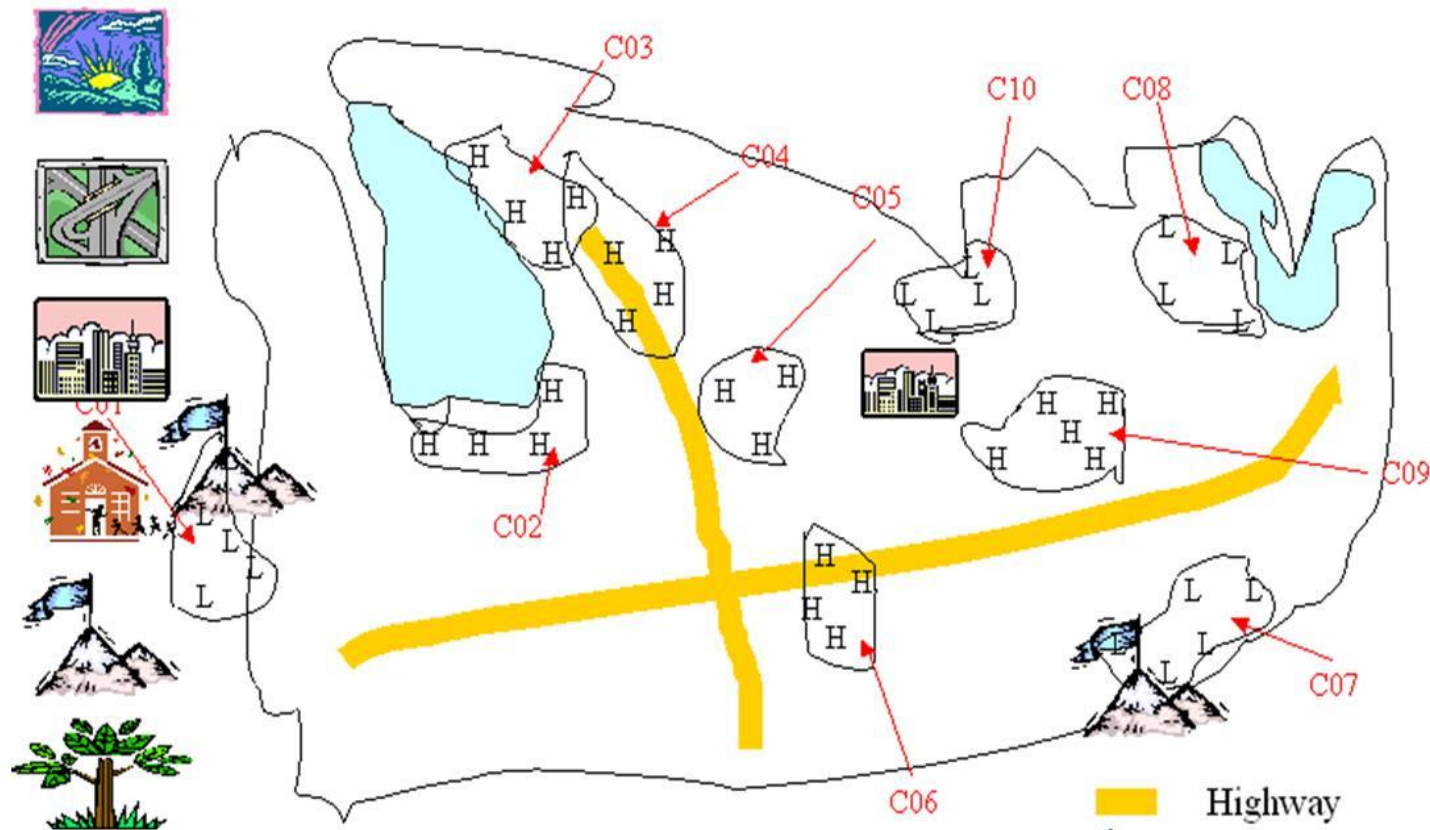 C03
C10 C08
H C04
H C05
H
L
H H H L
L
H L L L
H L L
H H H
H H
C01
H H H H H
H H C09
L C02
L H
L H L L
L H
H L L
L C07
C06
Highway